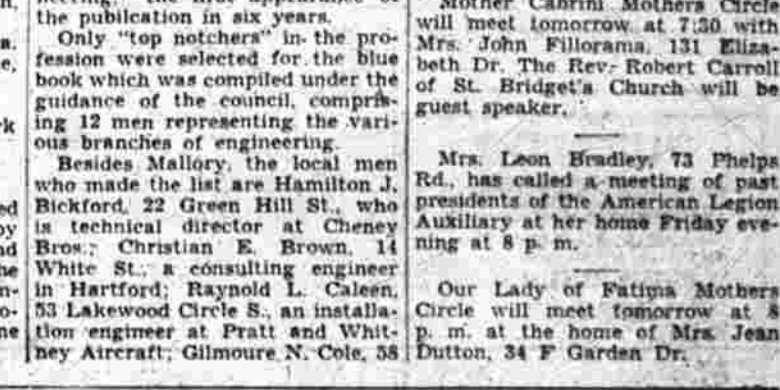 the publication in six years.
Only "top notchers" in the pro-
fession were selected for the blue
book which was compiled under the
guidance of the council, compris-
ing 12 men representing the vari-
ous branches of engineering.
Besides Mallory, the local men
who made the list are Hamilton J.
Bickford, 22 Green Hill St., who
is technical director at Cheney
Bros.; Christian E. Brown, 14
White St., a consulting engineer
in Hartford; Raynold L. Caleen,
53 Lakewood Circle S., an installa-
tion engineer at Pratt and Whit-
ney Aircraft; Gilmoure N. Cole, 58
Mother Cabrini Mothers Circle
will meet tomorrow at 7:30 with
Mrs. John Fillorama, 131 Eliza-
beth Dr. The Rev. Robert Carroll
of St. Bridget's Church will be
guest speaker.
Mrs. Leon Bradley, 73 Phelps
Rd., has called a meeting of past
presidents of the American Legion
Auxiliary at her home Friday eve-
ning at 8 p. m.
Our Lady of Fatima Mothers
Circle will meet tomorrow at 8
p. m. at the home of Mrs. Jean
Dutton, 34 F Garden Dr.